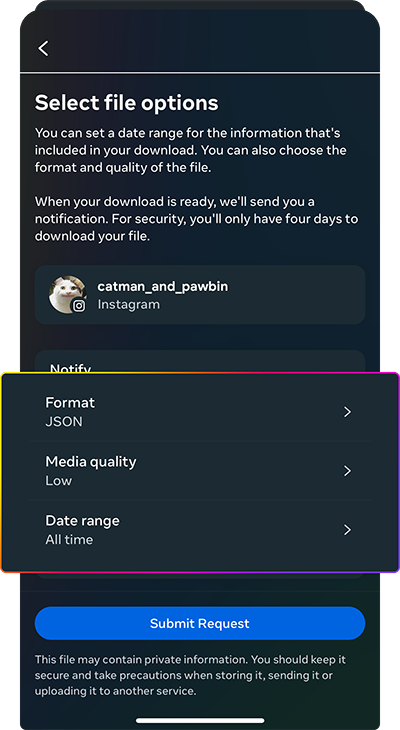 Select file options
You can set a date range for the information that's
included in your download. You can also choose the
format and quality of the file.
When your download is ready, we'll send you a
notification. For security, you'll only have four days to
download your file.
catman_and_pawbin
Instagram
Notify
Format
JSON
Media quality
Low
Date range
All time
Submit Request
This file may contain private information. You should keep it
secure and take precautions when storing it, sending it or
uploading it to another service.